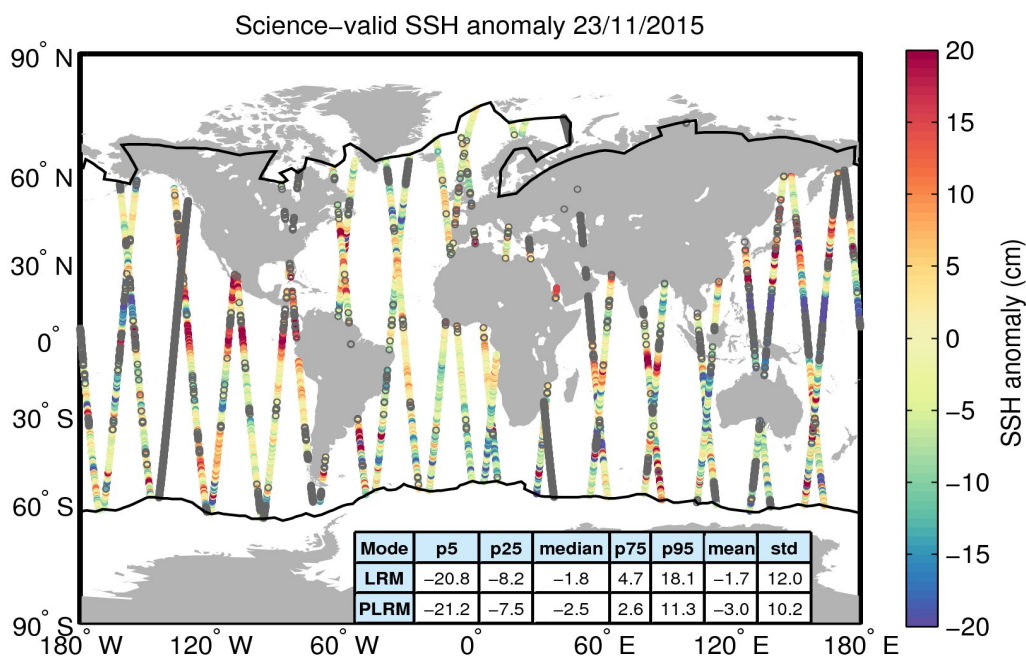 Science−valid SSH anomaly 23/11/2015
90° N
60° N
30° N
0°
30° S
60° S
90° S
180° W
120° W
60° W
0°
60° E
120° E
180° E
20
15
10
5
0
−5
−10
−15
−20
SSH anomaly (cm)
Mode p5 p25 median p75 p95 mean std
LRM −20.8 −8.2 −1.8 4.7 18.1 −1.7 12.0
PLRM −21.2 −7.5 −2.5 2.6 11.3 −3.0 10.2